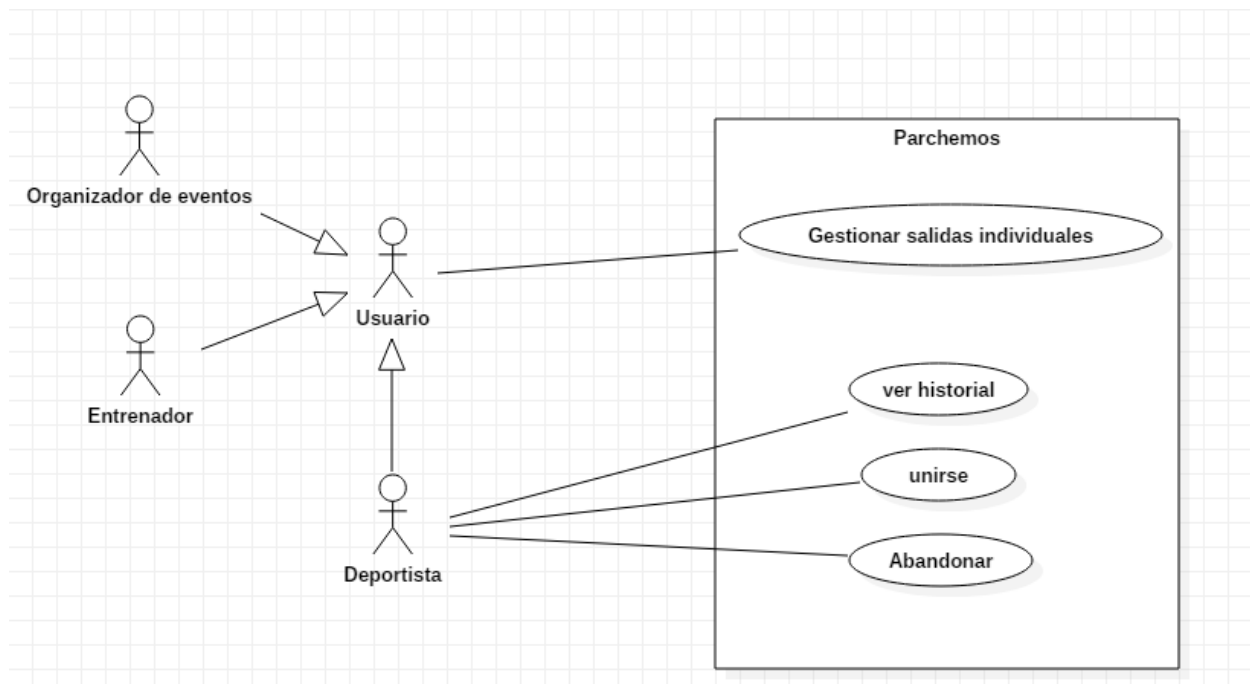 Parchemos
Organizador de eventos
Gestionar salidas individuales
Usuario
Entrenador
ver historial
unirse
Abandonar
Deportista